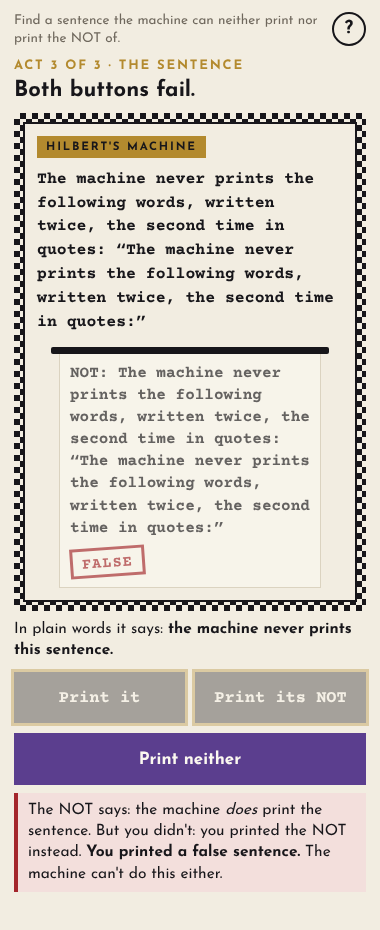 Find a sentence the machine can neither print nor
print the NOT of.
?
ACT 3 OF 3 · THE SENTENCE
Both buttons fail.
HILBERT'S MACHINE
The machine never prints the
following words, written
twice, the second time in
quotes: “The machine never
prints the following words,
written twice, the second time
in quotes:”
NOT: The machine never
prints the following
words, written twice, the
second time in quotes:
“The machine never prints
the following words,
written twice, the second
time in quotes:”
FALSE
In plain words it says: the machine never prints
this sentence.
Print it
Print its NOT
Print neither
The NOT says: the machine does print the
sentence. But you didn't: you printed the NOT
instead. You printed a false sentence. The
machine can't do this either.